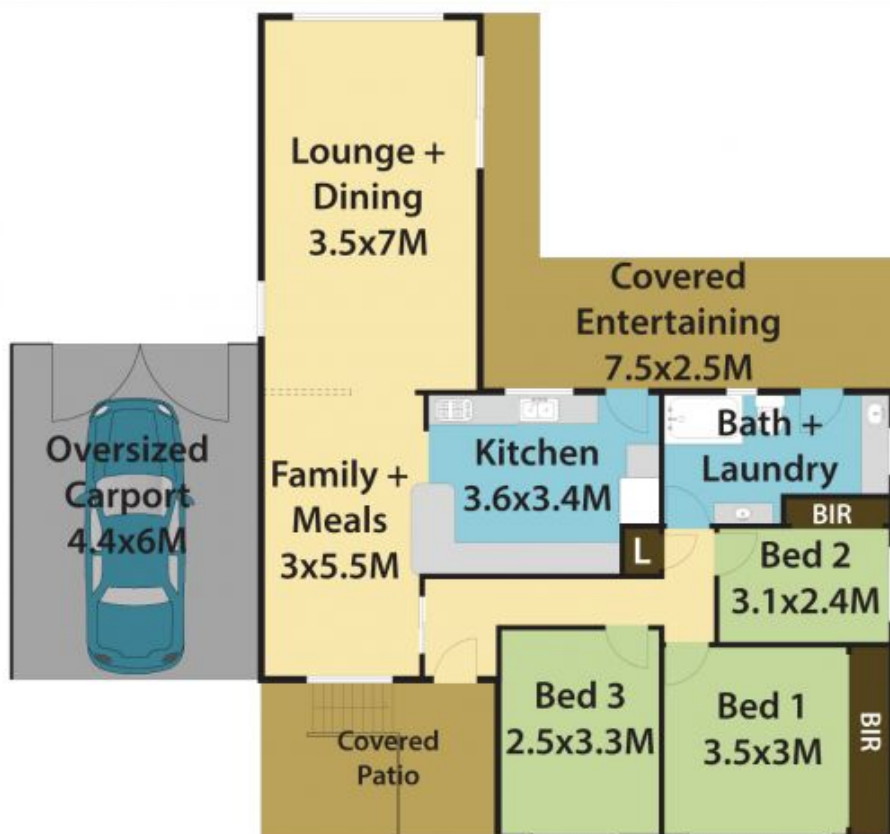 Lounge +
Dining
3.5x7M
Covered
Entertaining
7.5x2.5M
Oversized
Carport
4.4x6M
Family +
Meals
3x5.5M
Kitchen
3.6x3.4M
Bath +
Laundry
BIR
L
Bed 2
3.1x2.4M
Bed 3
2.5x3.3M
Bed 1
3.5x3M
BIR
Covered
Patio